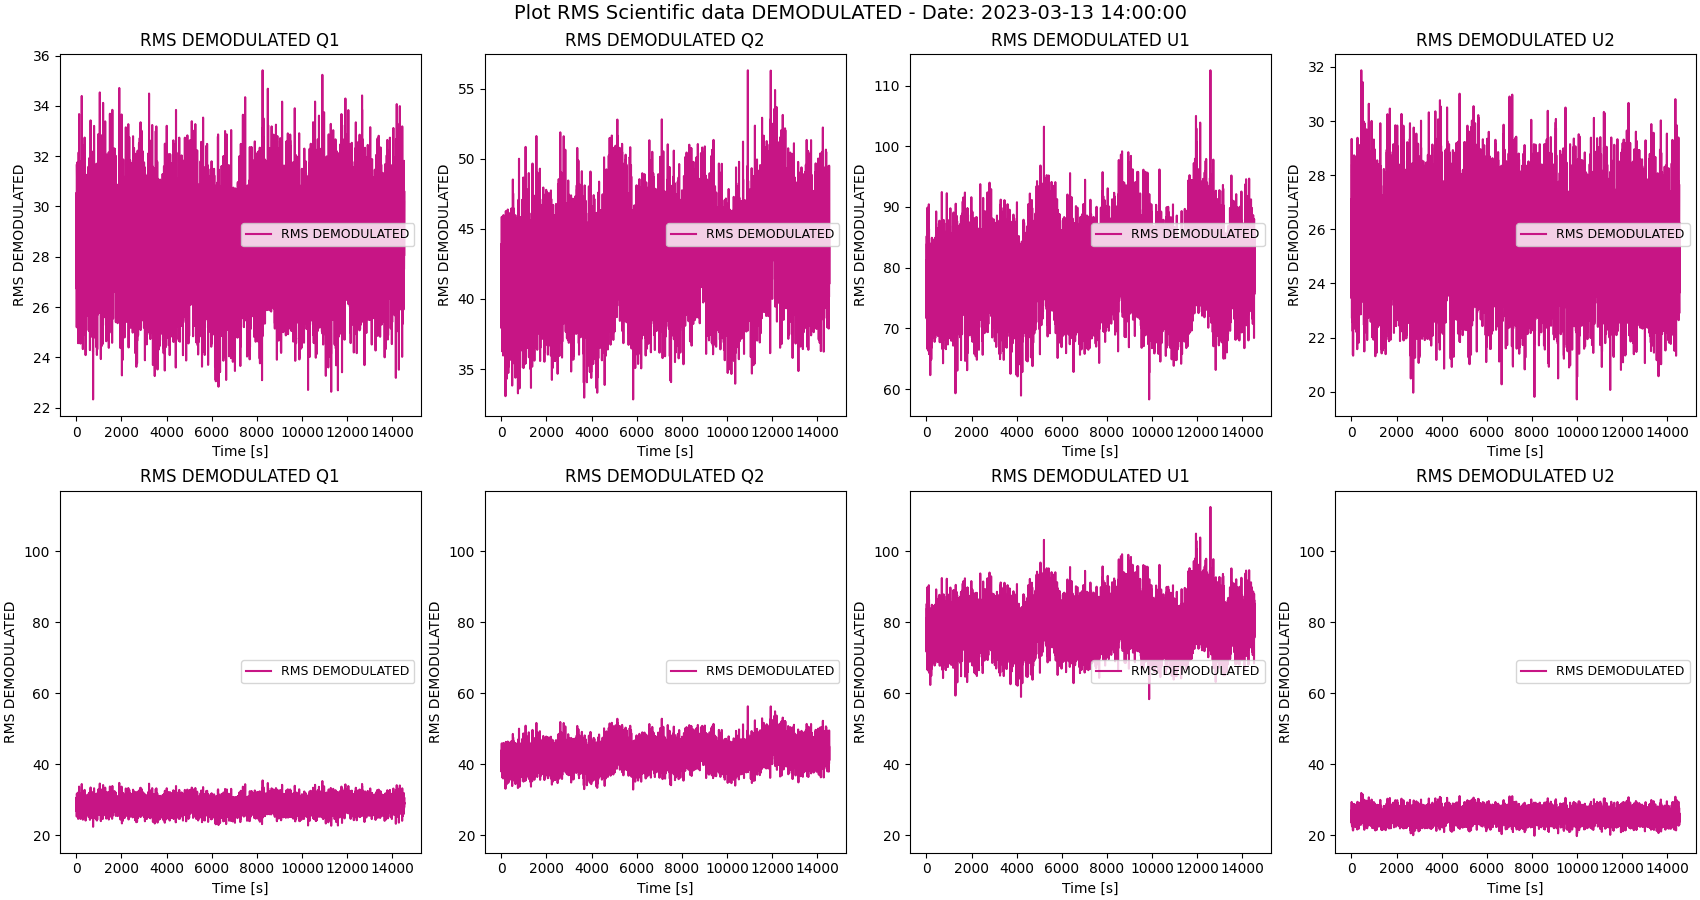 Plot RMS Scientific data DEMODULATED - Date: 2023-03-13 14:00:00
RMS DEMODULATED Q1
RMS DEMODULATED
36
34
32
30
28
26
24
22
RMS DEMODULATED
0 2000 4000 6000 8000 10000 12000 14000
Time [s]
RMS DEMODULATED Q2
RMS DEMODULATED
55
50
45
40
35
RMS DEMODULATED
0 2000 4000 6000 8000 10000 12000 14000
Time [s]
RMS DEMODULATED U1
RMS DEMODULATED
110
100
90
80
70
60
RMS DEMODULATED
0 2000 4000 6000 8000 10000 12000 14000
Time [s]
RMS DEMODULATED U2
RMS DEMODULATED
32
30
28
26
24
22
20
RMS DEMODULATED
0 2000 4000 6000 8000 10000 12000 14000
Time [s]
RMS DEMODULATED Q1
RMS DEMODULATED
100
80
60
40
20
RMS DEMODULATED
0 2000 4000 6000 8000 10000 12000 14000
Time [s]
RMS DEMODULATED Q2
RMS DEMODULATED
100
80
60
40
20
RMS DEMODULATED
0 2000 4000 6000 8000 10000 12000 14000
Time [s]
RMS DEMODULATED U1
RMS DEMODULATED
100
80
60
40
20
RMS DEMODULATED
0 2000 4000 6000 8000 10000 12000 14000
Time [s]
RMS DEMODULATED U2
RMS DEMODULATED
100
80
60
40
20
RMS DEMODULATED
0 2000 4000 6000 8000 10000 12000 14000
Time [s]